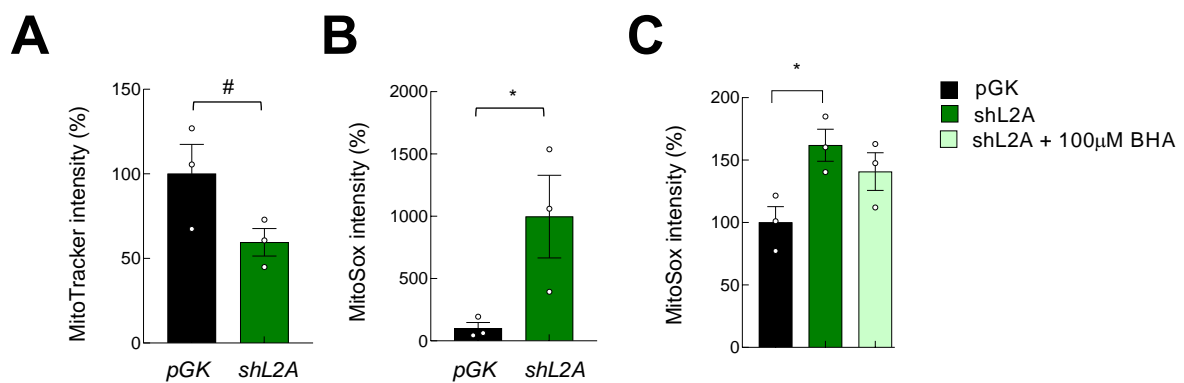 A
B
C
MitoTracker intensity (%)
150
100
50
0
#
pGK
shL2A
MitoSox intensity (%)
2000
1500
1000
500
0
*
pGK
shL2A
MitoSox intensity (%)
200
150
100
50
0
*
pGK
shL2A
shL2A + 100μM BHA